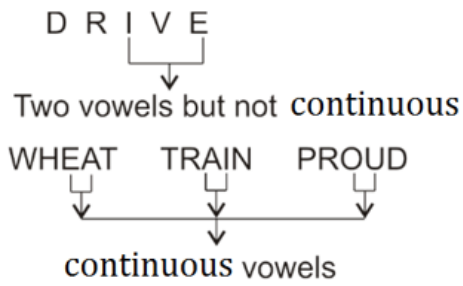 D R I V E
Two vowels but not continuous
WHEAT TRAIN PROUD
continuous vowels